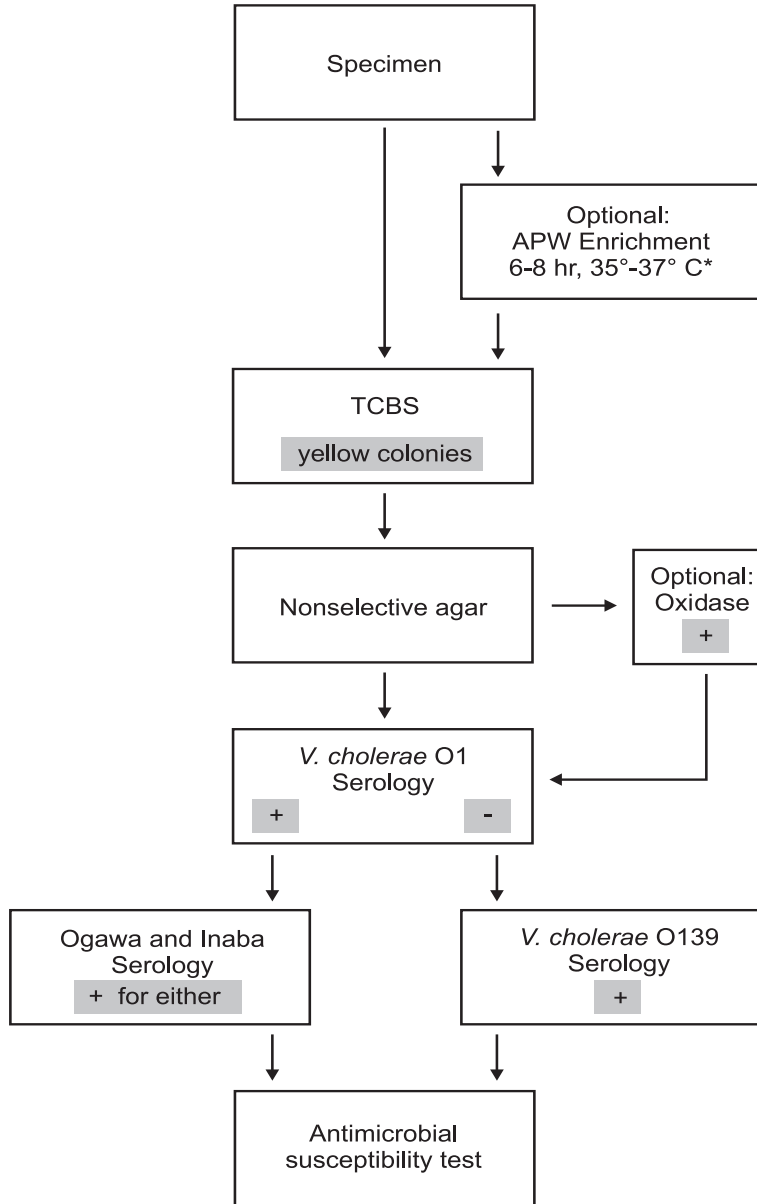 Specimen
Optional:
APW Enrichment
6-8 hr, 35°-37° C*
TCBS
yellow colonies
Nonselective agar
Optional:
Oxidase
+
V. cholerae O1
Serology
+ -
Ogawa and Inaba
Serology
+ for either
V. cholerae O139
Serology
+
Antimicrobial
susceptibility test